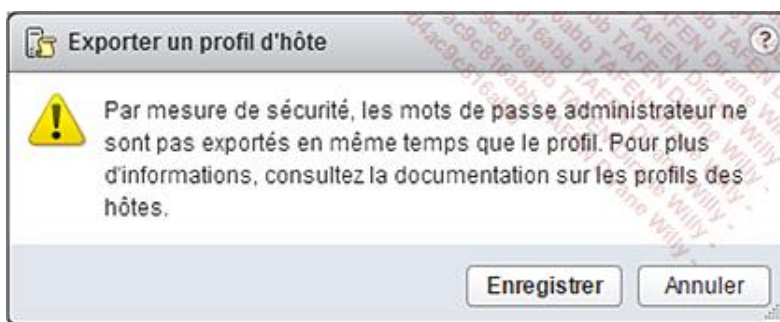 Exporter un profil d'hôte
?
Par mesure de sécurité, les mots de passe administrateur ne
sont pas exportés en même temps que le profil. Pour plus
d'informations, consultez la documentation sur les profils des
hôtes.
Enregistrer
Annuler